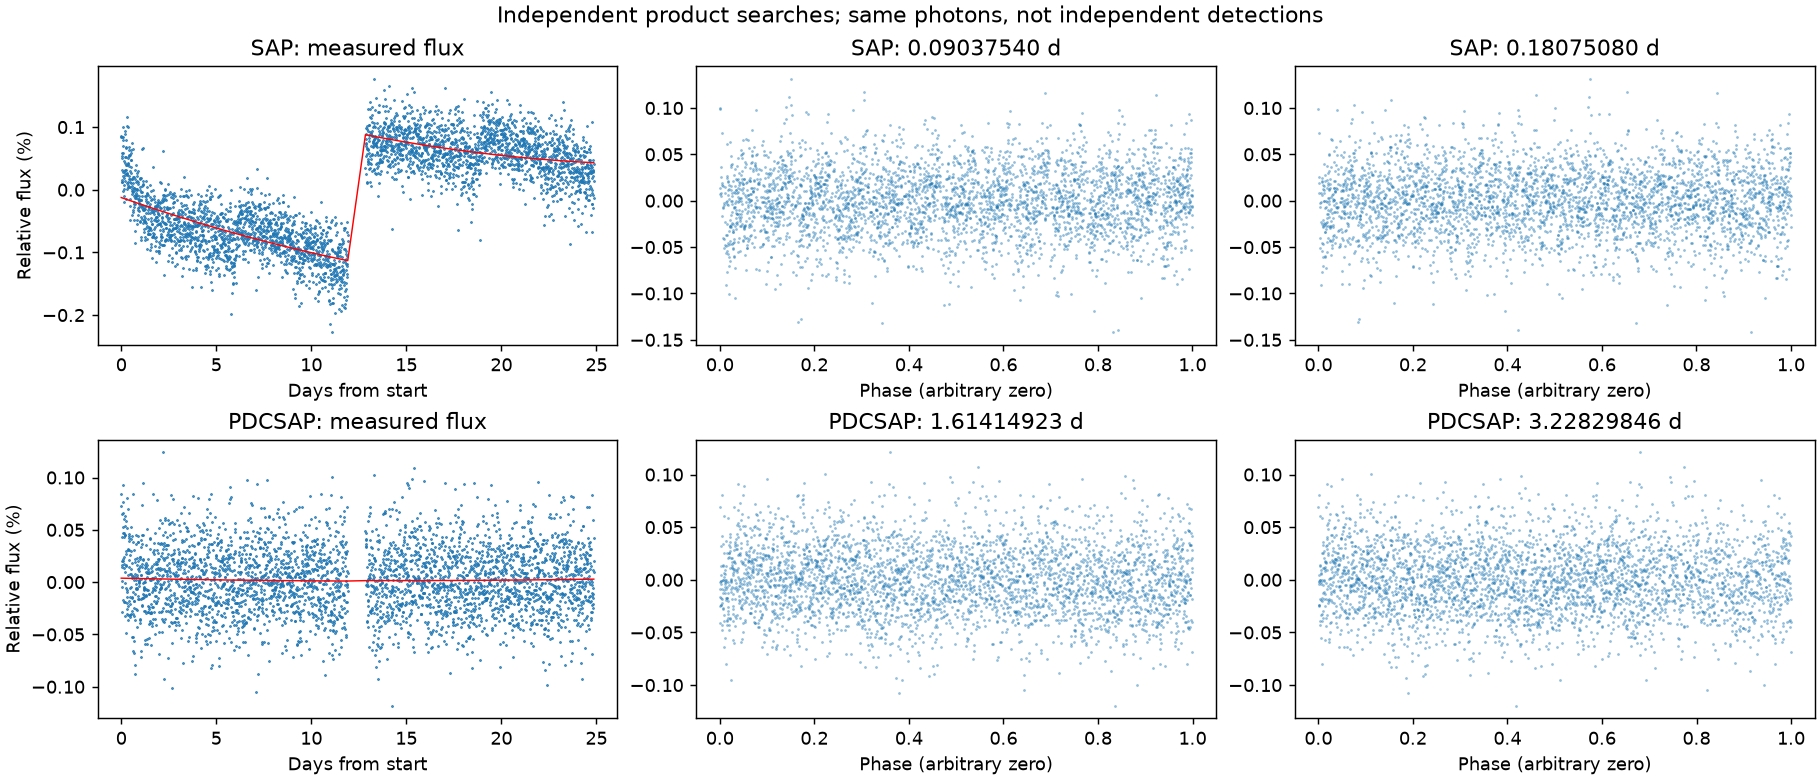 Independent product searches; same photons, not independent detections
SAP: measured flux
SAP: 0.09037540 d
SAP: 0.18075080 d
Relative flux (%)
0.1
0.0
−0.1
−0.2
0 5 10 15 20 25
Days from start
0.10
0.05
0.00
−0.05
−0.10
−0.15
0.0 0.2 0.4 0.6 0.8 1.0
Phase (arbitrary zero)
0.10
0.05
0.00
−0.05
−0.10
−0.15
0.0 0.2 0.4 0.6 0.8 1.0
Phase (arbitrary zero)
PDCSAP: measured flux
PDCSAP: 1.61414923 d
PDCSAP: 3.22829846 d
Relative flux (%)
0.10
0.05
0.00
−0.05
−0.10
0 5 10 15 20 25
Days from start
0.10
0.05
0.00
−0.05
−0.10
0.0 0.2 0.4 0.6 0.8 1.0
Phase (arbitrary zero)
0.10
0.05
0.00
−0.05
−0.10
0.0 0.2 0.4 0.6 0.8 1.0
Phase (arbitrary zero)